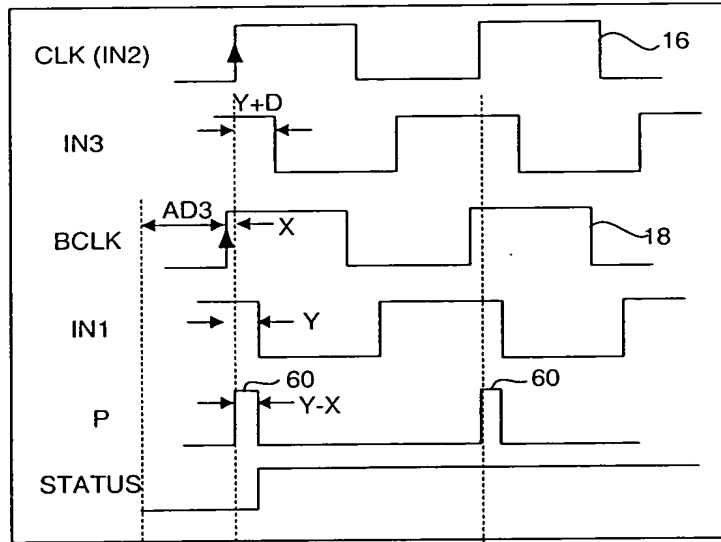 CLK (IN2)
16
Y+D
IN3
AD3
X
BCLK
18
IN1
Y
60
60
P
Y-X
STATUS